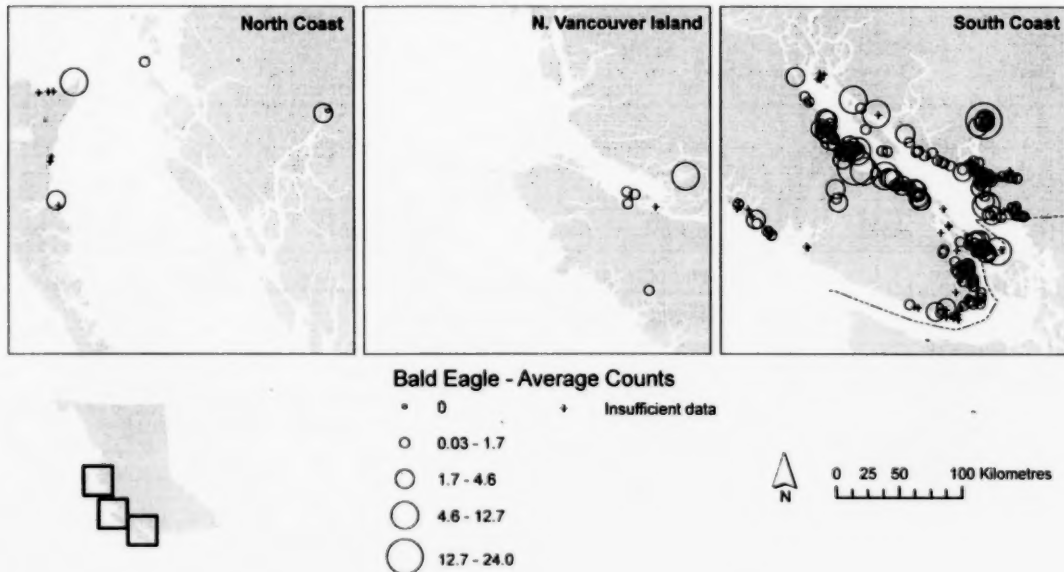 North Coast
N. Vancouver Island
South Coast
Bald Eagle - Average Counts
0
Insufficient data
0.03 - 1.7
1.7 - 4.6
4.6 - 12.7
12.7 - 24.0
N
0 25 50 100 Kilometres